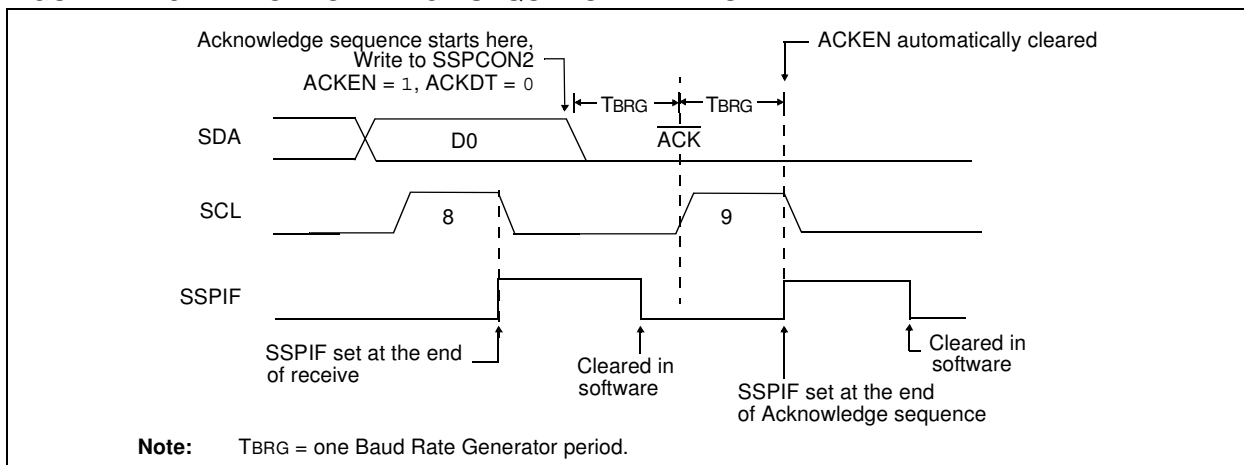 Acknowledge sequence starts here,
Write to SSPCON2
ACKEN = 1, ACKDT = 0
ACKEN automatically cleared
TBRG
TBRG
SDA
D0
ACK
SCL
8
9
SSPIF
SSPIF set at the end
of receive
Cleared in
software
SSPIF set at the end
of Acknowledge sequence
Cleared in
software
Note: TBRG = one Baud Rate Generator period.